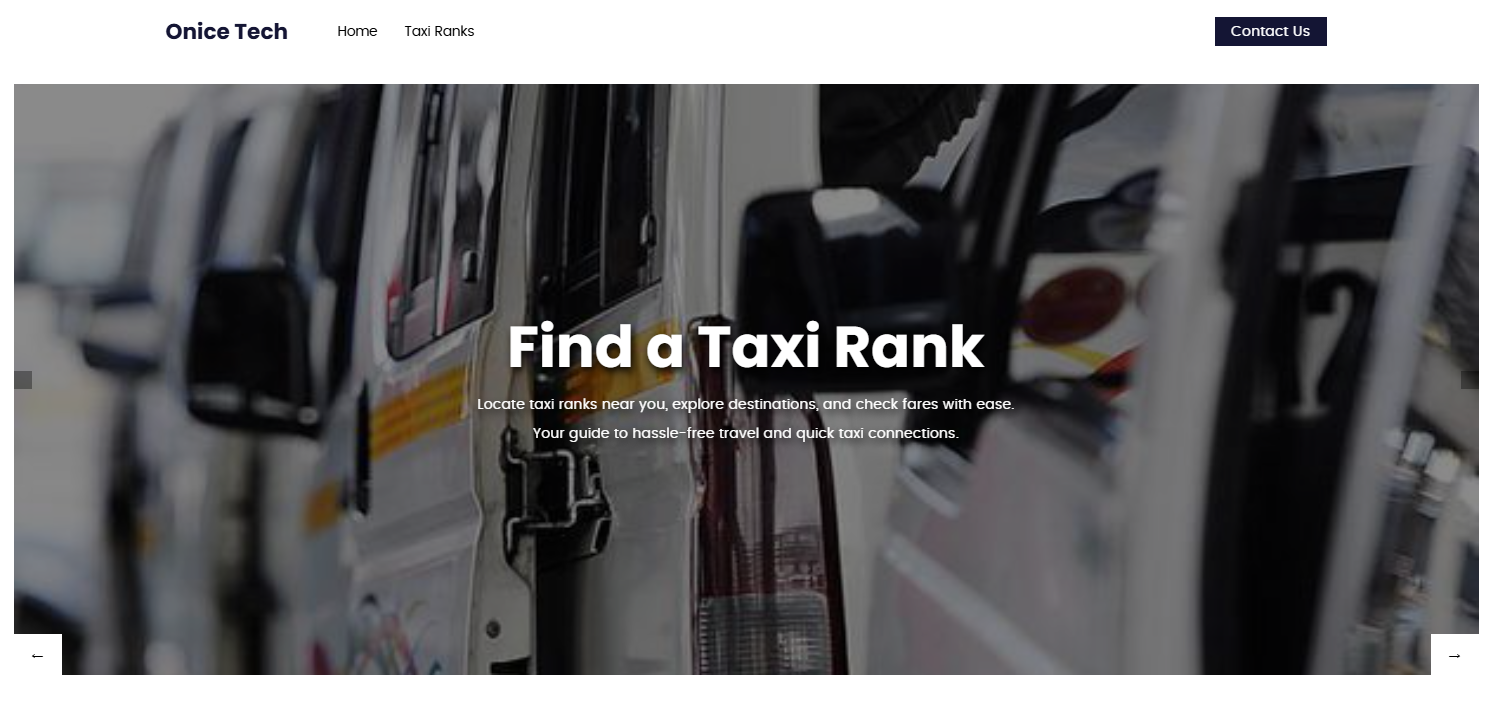 Onice Tech
Home
Taxi Ranks
Contact Us
Find a Taxi Rank
Locate taxi ranks near you, explore destinations, and check fares with ease.
Your guide to hassle-free travel and quick taxi connections.
← →